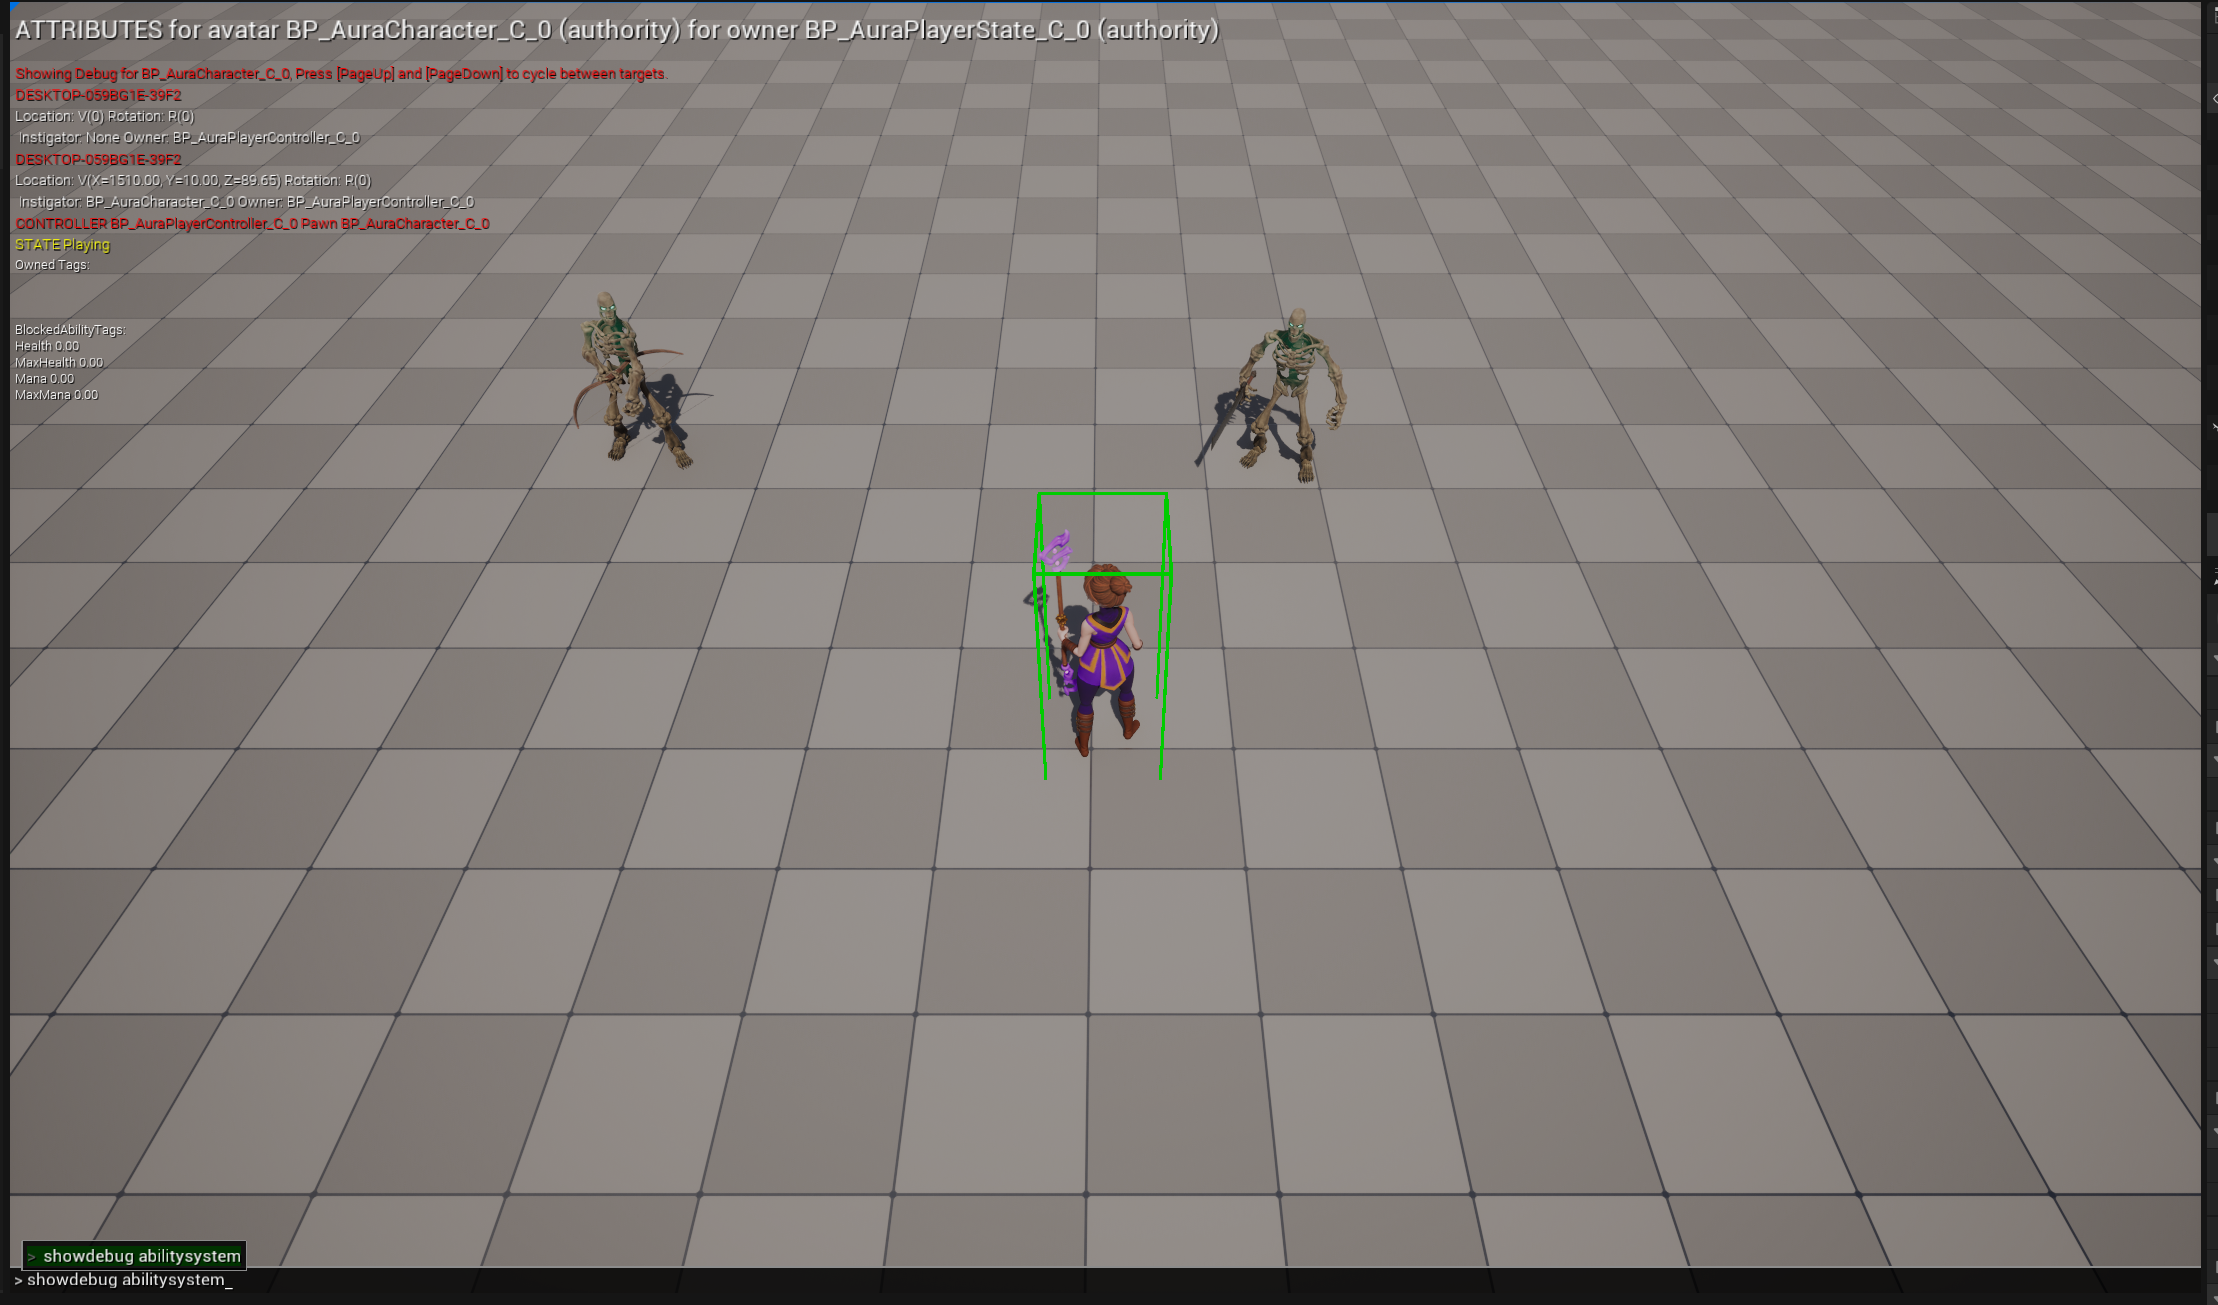 ATTRIBUTES for avatar BP_AuraCharacter_C_0 (authority) for owner BP_AuraPlayerState_C_0 (authority)
Showing Debug for BP_AuraCharacter_C_0, Press [PageUp] and [PageDown] to cycle between targets.
DESKTOP-059BG1E-39F2
Location: V(0) Rotation: R(0)
Instigator: None Owner: BP_AuraPlayerController_C_0
DESKTOP-059BG1E-39F2
Location: V(X=1510.00, Y=10.00, Z=89.65) Rotation: R(0)
Instigator: BP_AuraCharacter_C_0 Owner: BP_AuraPlayerController_C_0
CONTROLLER BP_AuraPlayerController_C_0 Pawn BP_AuraCharacter_C_0
STATE Playing
Owned Tags:
BlockedAbilityTags:
Health 0.00
MaxHealth 0.00
Mana 0.00
MaxMana 0.00
> showdebug abilitysystem
> showdebug abilitysystem_